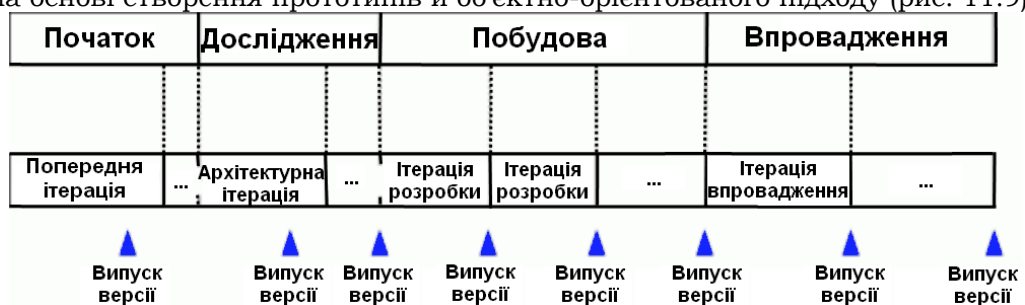 на основі створення прототипів й об'єктно-орієнтованого підходу (рис. 11.9)
Початок Дослідження Побудова Впровадження
Попередня
ітерація
...
Архітектурна
ітерація
...
Ітерація
розробки
Ітерація
розробки
...
Ітерація
впровадження
...
Випуск
версії
Випуск
версії
Випуск
версії
Випуск
версії
Випуск
версії
Випуск
версії
Випуск
версії
Випуск
версії